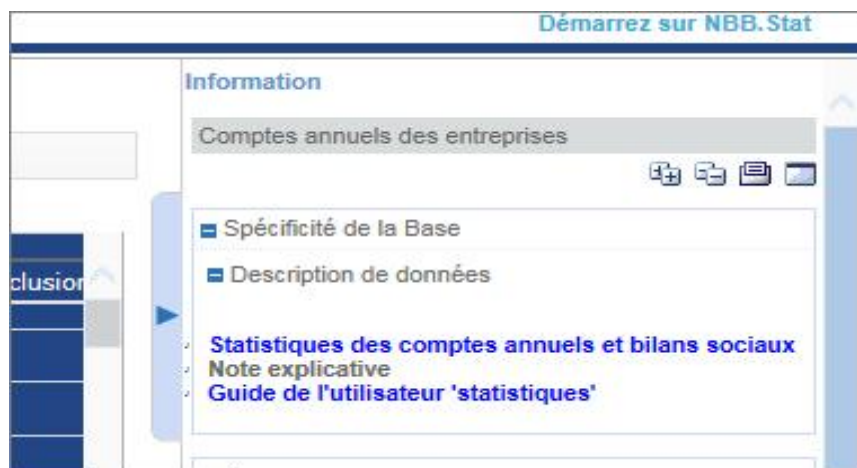 Démarrez sur NBB.Stat
Information
Comptes annuels des entreprises
Spécificité de la Base
Description de données
clusion
Statistiques des comptes annuels et bilans sociaux
Note explicative
Guide de l'utilisateur 'statistiques'